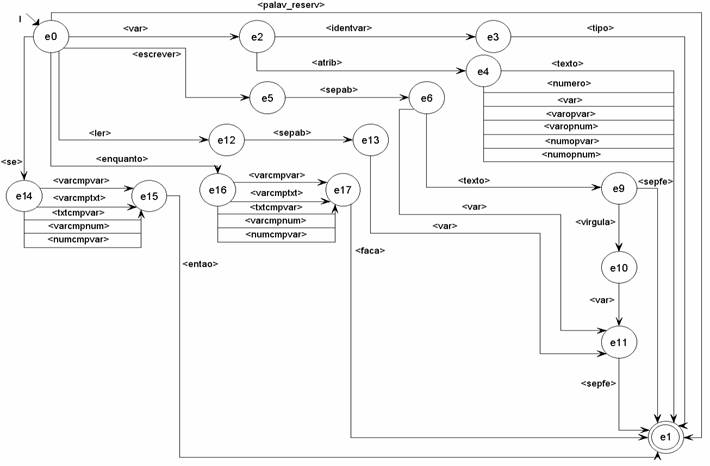 <palav_reserv>
I
e0
<var>
e2
<identvar>
e3
<tipo>
<escrever>
<atrib>
e4
<texto>
<numero>
<var>
<varopvar>
<varopnum>
<numopvar>
<numopnum>
e5
<sepab>
e6
<ler>
e12
<sepab>
e13
<se>
<enquanto>
e14
<varcmpvar>
<varcmptxt>
<txtcmpvar>
<varcmpnum>
<numcmpvar>
e15
e16
<varcmpvar>
<varcmptxt>
<txtcmpvar>
<varcmpnum>
<numcmpvar>
e17
<texto>
e9
<sepfe>
<var>
<virgula>
<var>
<entao>
<faca>
e10
<var>
e11
<sepfe>
e1